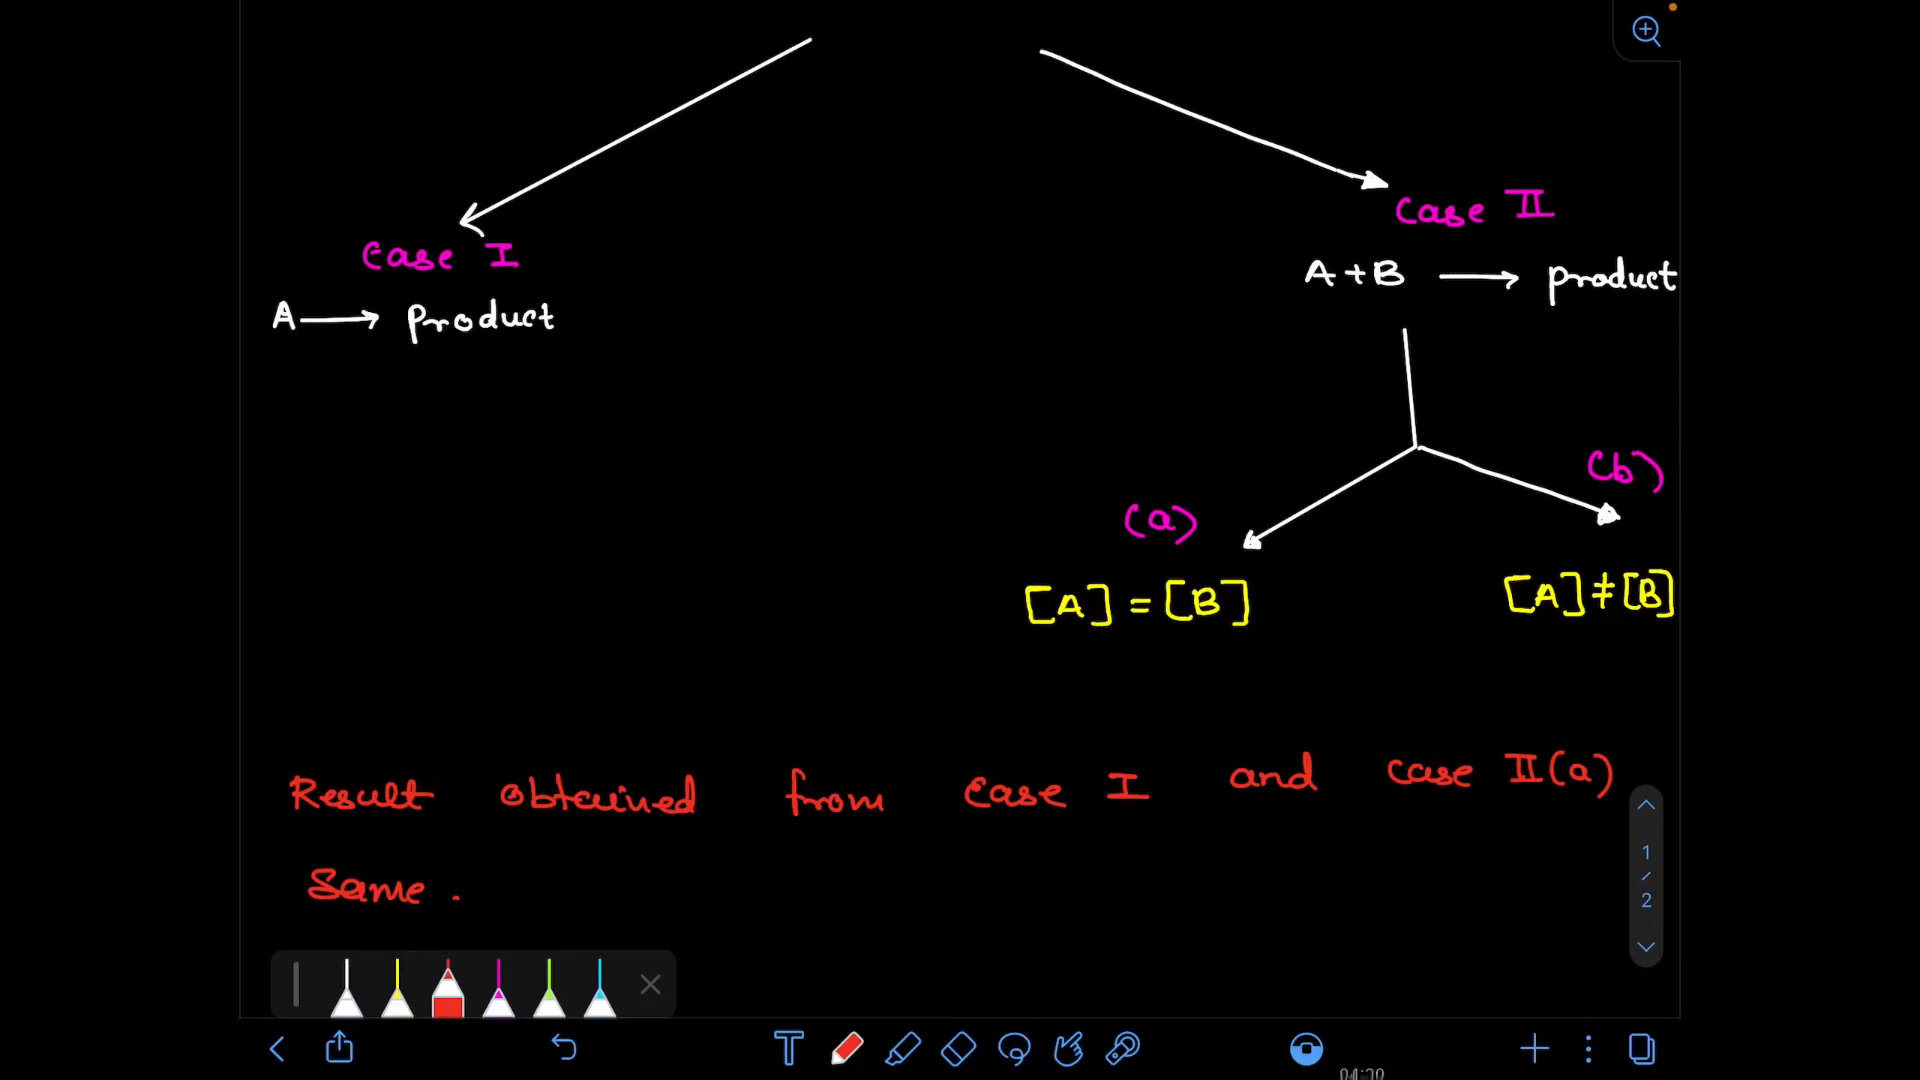 Case I
A → product
Case II
A + B → product
(a)
(b)
[A] = [B]
[A] ≠ [B]
Result obtained from Case I and case II(a)
Same .
1
/
2
T